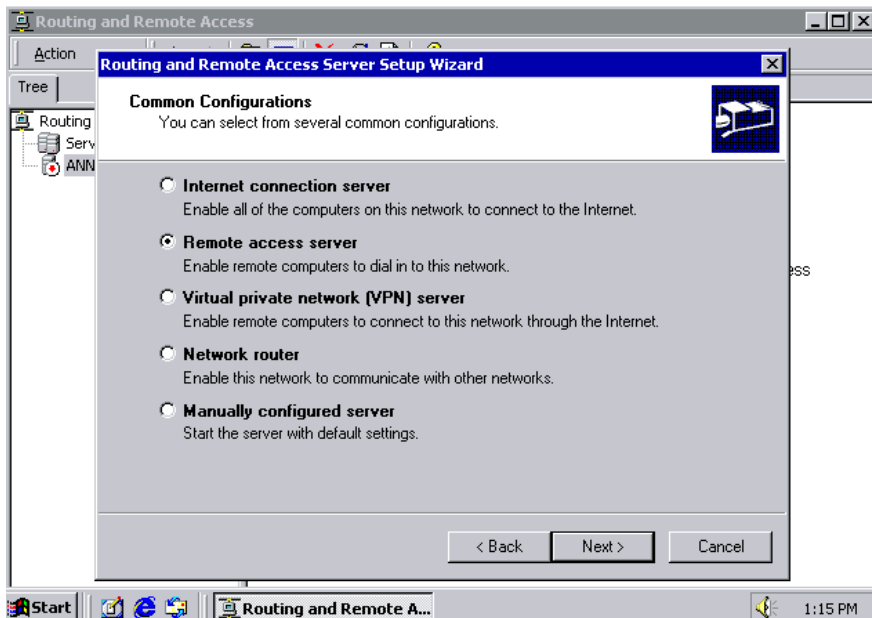 Routing and Remote Access
Action
Routing and Remote Access Server Setup Wizard
Tree
Common Configurations
You can select from several common configurations.
Routing
Serv
ANN
Internet connection server
Enable all of the computers on this network to connect to the Internet.
Remote access server
Enable remote computers to dial in to this network.
ess
Virtual private network (VPN) server
Enable remote computers to connect to this network through the Internet.
Network router
Enable this network to communicate with other networks.
Manually configured server
Start the server with default settings.
< Back Next > Cancel
Start Routing and Remote A... 1:15 PM